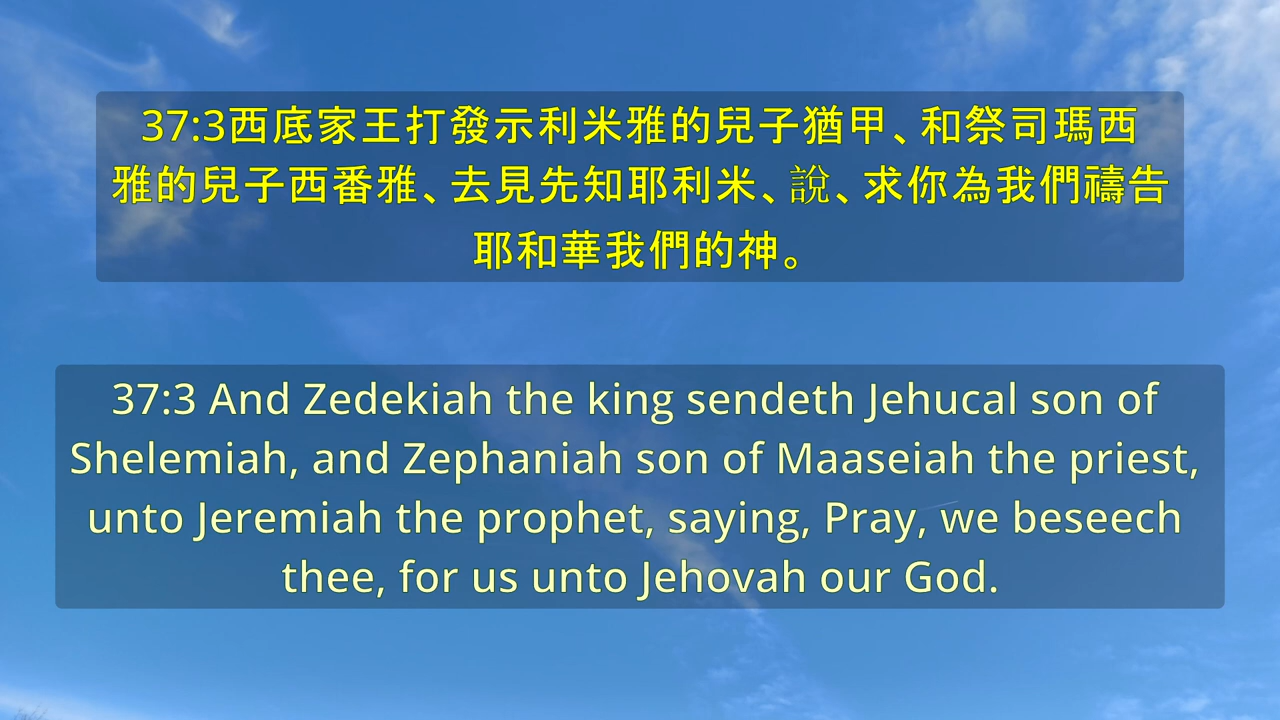 37:3西底家王打發示利米雅的兒子猶甲、和祭司瑪西
雅的兒子西番雅、去見先知耶利米、說、求你為我們禱告
耶和華我們的神。
37:3 And Zedekiah the king sendeth Jehucal son of
Shelemiah, and Zephaniah son of Maaseiah the priest,
unto Jeremiah the prophet, saying, Pray, we beseech
thee, for us unto Jehovah our God.